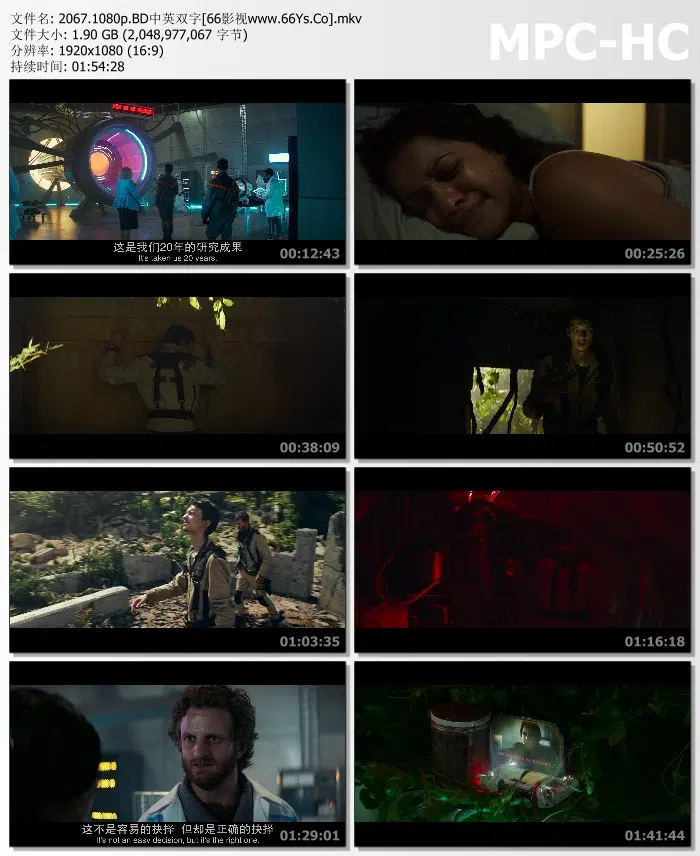 文件名: 2067.1080p.BD中英双字[66影视www.66Ys.Co].mkv
文件大小: 1.90 GB (2,048,977,067 字节)
分辨率: 1920x1080 (16:9)
持续时间: 01:54:28
MPC-HC
这是我们20年的研究成果
It's taken us 20 years.
00:12:43
00:25:26
00:38:09
00:50:52
01:03:35
01:16:18
这不是容易的抉择 但却是正确的抉择
It's not an easy decision, but it's the right one.
01:29:01
01:41:44